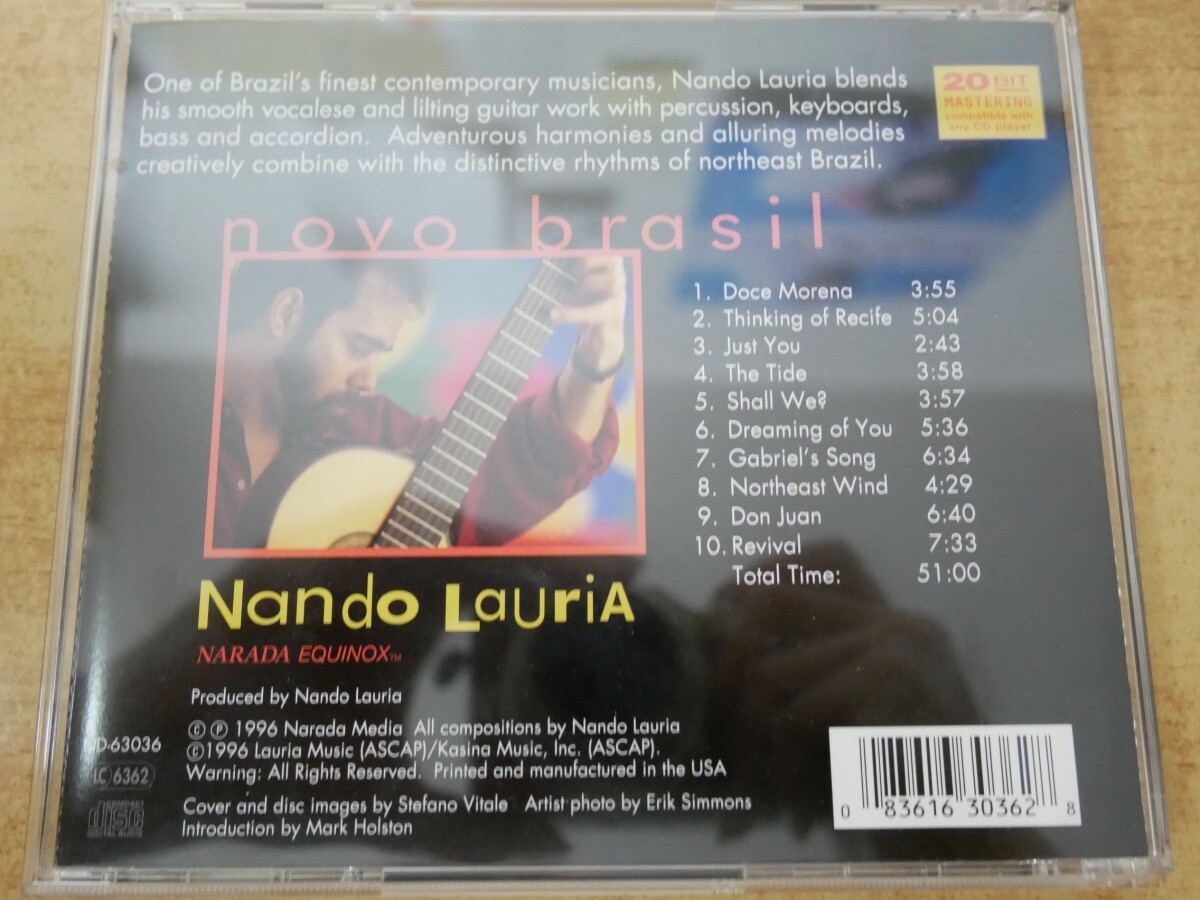 One of Brazil's finest contemporary musicians, Nando Lauria blends
his smooth vocalese and lilting guitar work with percussion, keyboards,
bass and accordion. Adventurous harmonies and alluring melodies
creatively combine with the distinctive rhythms of northeast Brazil.
20 BIT
MASTERING
compatible with
any CD player
novo brasil
1. Doce Morena 3:55
2. Thinking of Recife 5:04
3. Just You 2:43
4. The Tide 3:58
5. Shall We? 3:57
6. Dreaming of You 5:36
7. Gabriel's Song 6:34
8. Northeast Wind 4:29
9. Don Juan 6:40
10. Revival 7:33
Total Time: 51:00
Nando LauriA
NARADA EQUINOX™
Produced by Nando Lauria
© ℗ 1996 Narada Media All compositions by Nando Lauria
©1996 Lauria Music (ASCAP)/Kasina Music, Inc. (ASCAP).
Warning: All Rights Reserved. Printed and manufactured in the USA
ND-63036
LC 6362
COMPACT
disc
DIGITAL AUDIO
Cover and disc images by Stefano Vitale Artist photo by Erik Simmons
Introduction by Mark Holston
0 83616 30362 8